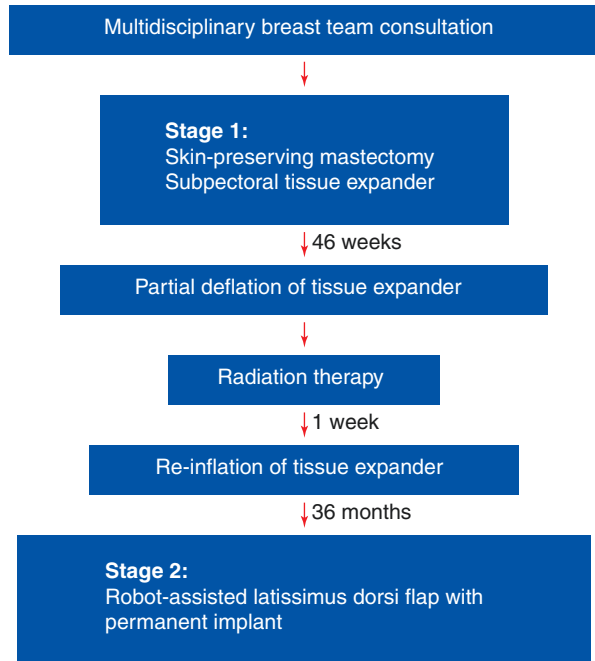 Multidisciplinary breast team consultation
Stage 1:
Skin-preserving mastectomy
Subpectoral tissue expander
46 weeks
Partial deflation of tissue expander
Radiation therapy
1 week
Re-inflation of tissue expander
36 months
Stage 2:
Robot-assisted latissimus dorsi flap with
permanent implant